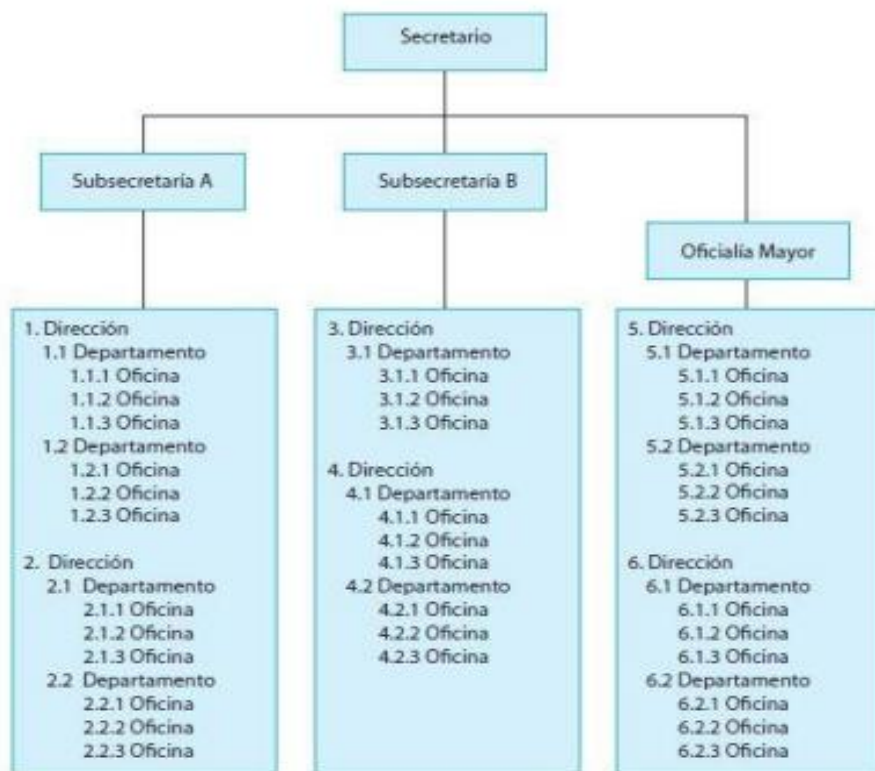 Secretario
Subsecretaría A
Subsecretaría B
Oficialía Mayor
1. Dirección
1.1 Departamento
1.1.1 Oficina
1.1.2 Oficina
1.1.3 Oficina
1.2 Departamento
1.2.1 Oficina
1.2.2 Oficina
1.2.3 Oficina
2. Dirección
2.1 Departamento
2.1.1 Oficina
2.1.2 Oficina
2.1.3 Oficina
2.2 Departamento
2.2.1 Oficina
2.2.2 Oficina
2.2.3 Oficina
3. Dirección
3.1 Departamento
3.1.1 Oficina
3.1.2 Oficina
3.1.3 Oficina
4. Dirección
4.1 Departamento
4.1.1 Oficina
4.1.2 Oficina
4.1.3 Oficina
4.2 Departamento
4.2.1 Oficina
4.2.2 Oficina
4.2.3 Oficina
5. Dirección
5.1 Departamento
5.1.1 Oficina
5.1.2 Oficina
5.1.3 Oficina
5.2 Departamento
5.2.1 Oficina
5.2.2 Oficina
5.2.3 Oficina
6. Dirección
6.1 Departamento
6.1.1 Oficina
6.1.2 Oficina
6.1.3 Oficina
6.2 Departamento
6.2.1 Oficina
6.2.2 Oficina
6.2.3 Oficina